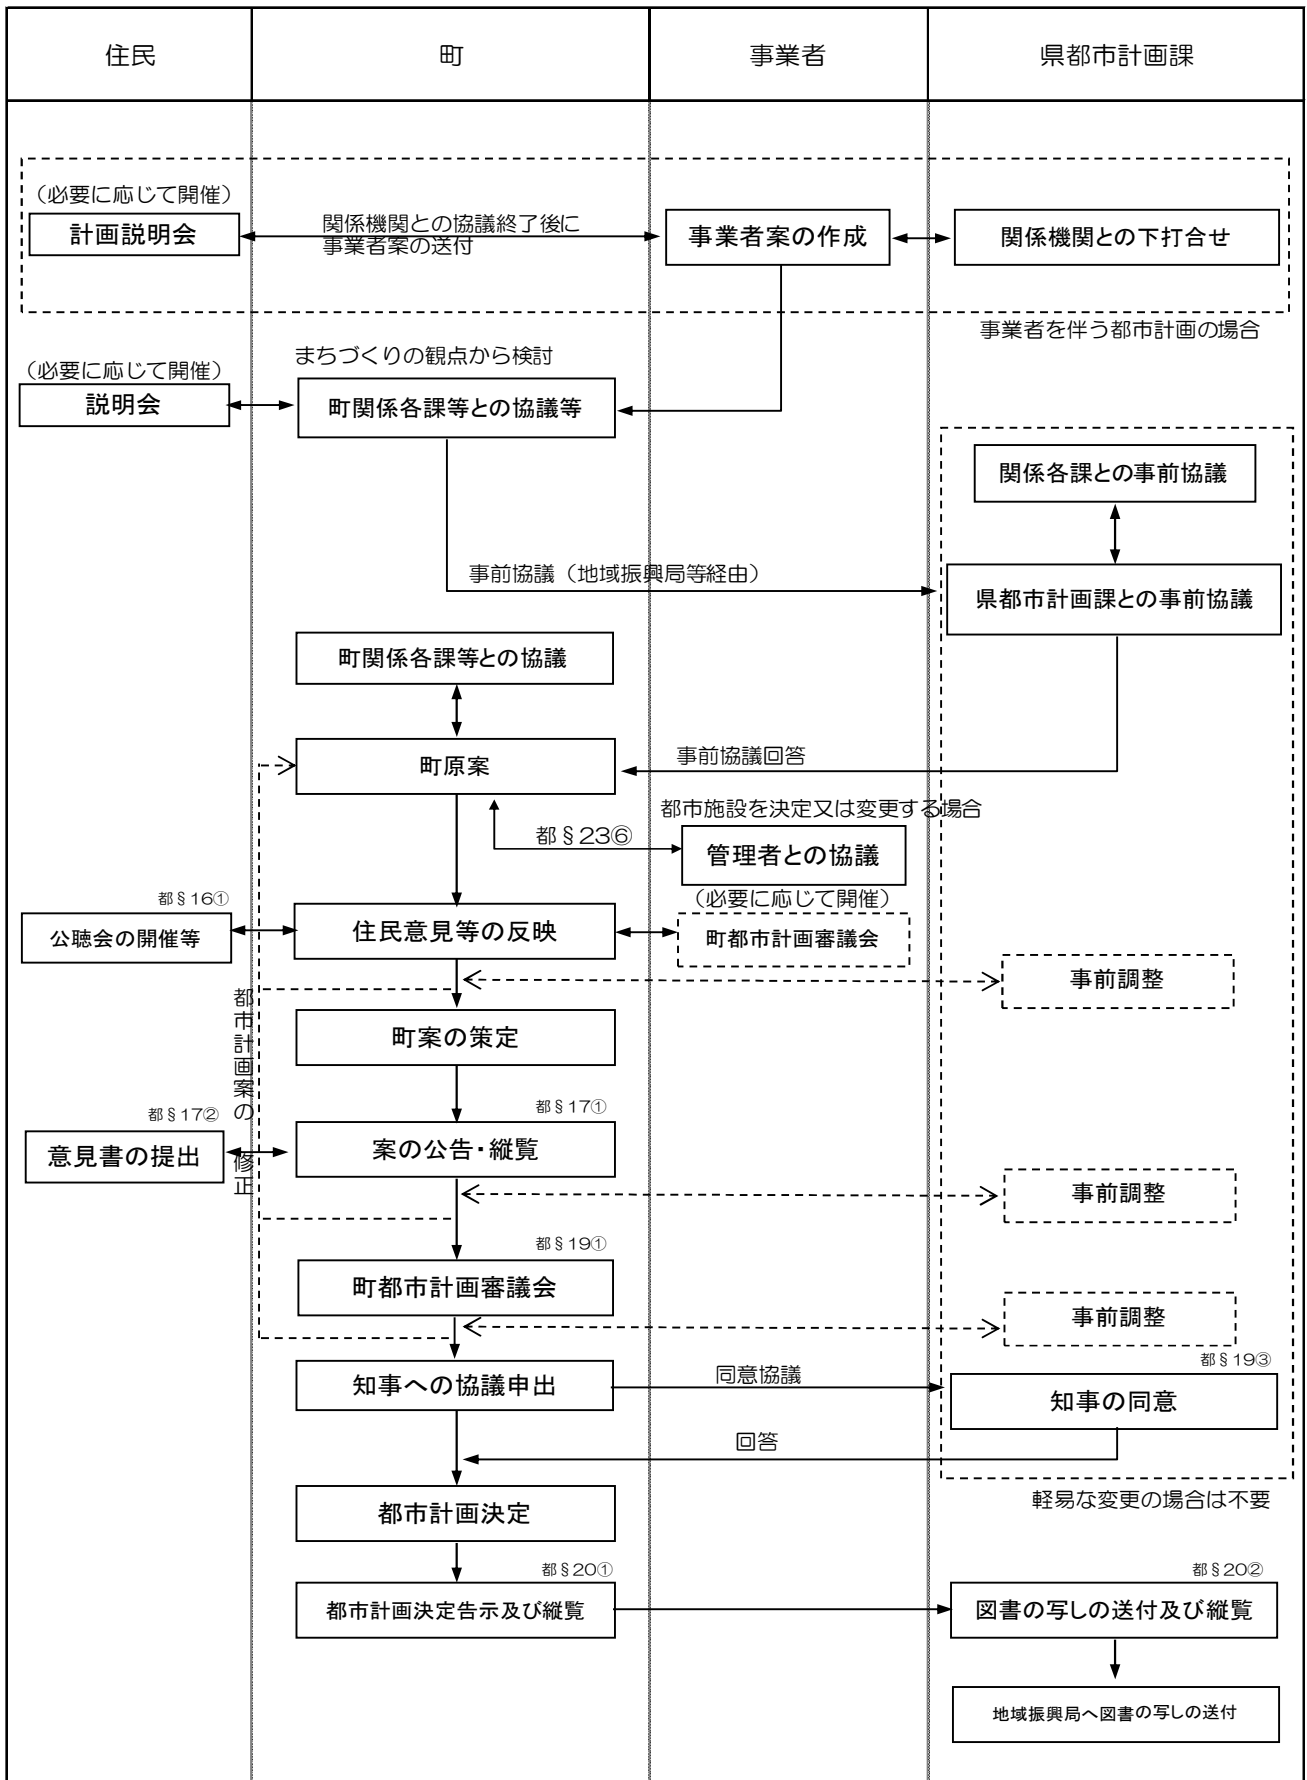 住民
町
事業者
県都市計画課
(必要に応じて開催)
計画説明会
関係機関との協議終了後に
事業者案の送付
事業者案の作成
関係機関との下打合せ
事業者を伴う都市計画の場合
まちづくりの観点から検討
(必要に応じて開催)
説明会
町関係各課等との協議等
関係各課との事前協議
事前協議(地域振興局等経由)
県都市計画課との事前協議
町関係各課等との協議
町原案
事前協議回答
都市施設を決定又は変更する場合
都§23⑥
管理者との協議
都§16①
(必要に応じて開催)
公聴会の開催等
住民意見等の反映
町都市計画審議会
事前調整
都市計画案の修正
町案の策定
都§17②
都§17①
意見書の提出
案の公告・縦覧
事前調整
都§19①
町都市計画審議会
事前調整
都§19③
知事への協議申出
同意協議
知事の同意
回答
軽易な変更の場合は不要
都市計画決定
都§20①
都§20②
都市計画決定告示及び縦覧
図書の写しの送付及び縦覧
地域振興局へ図書の写しの送付